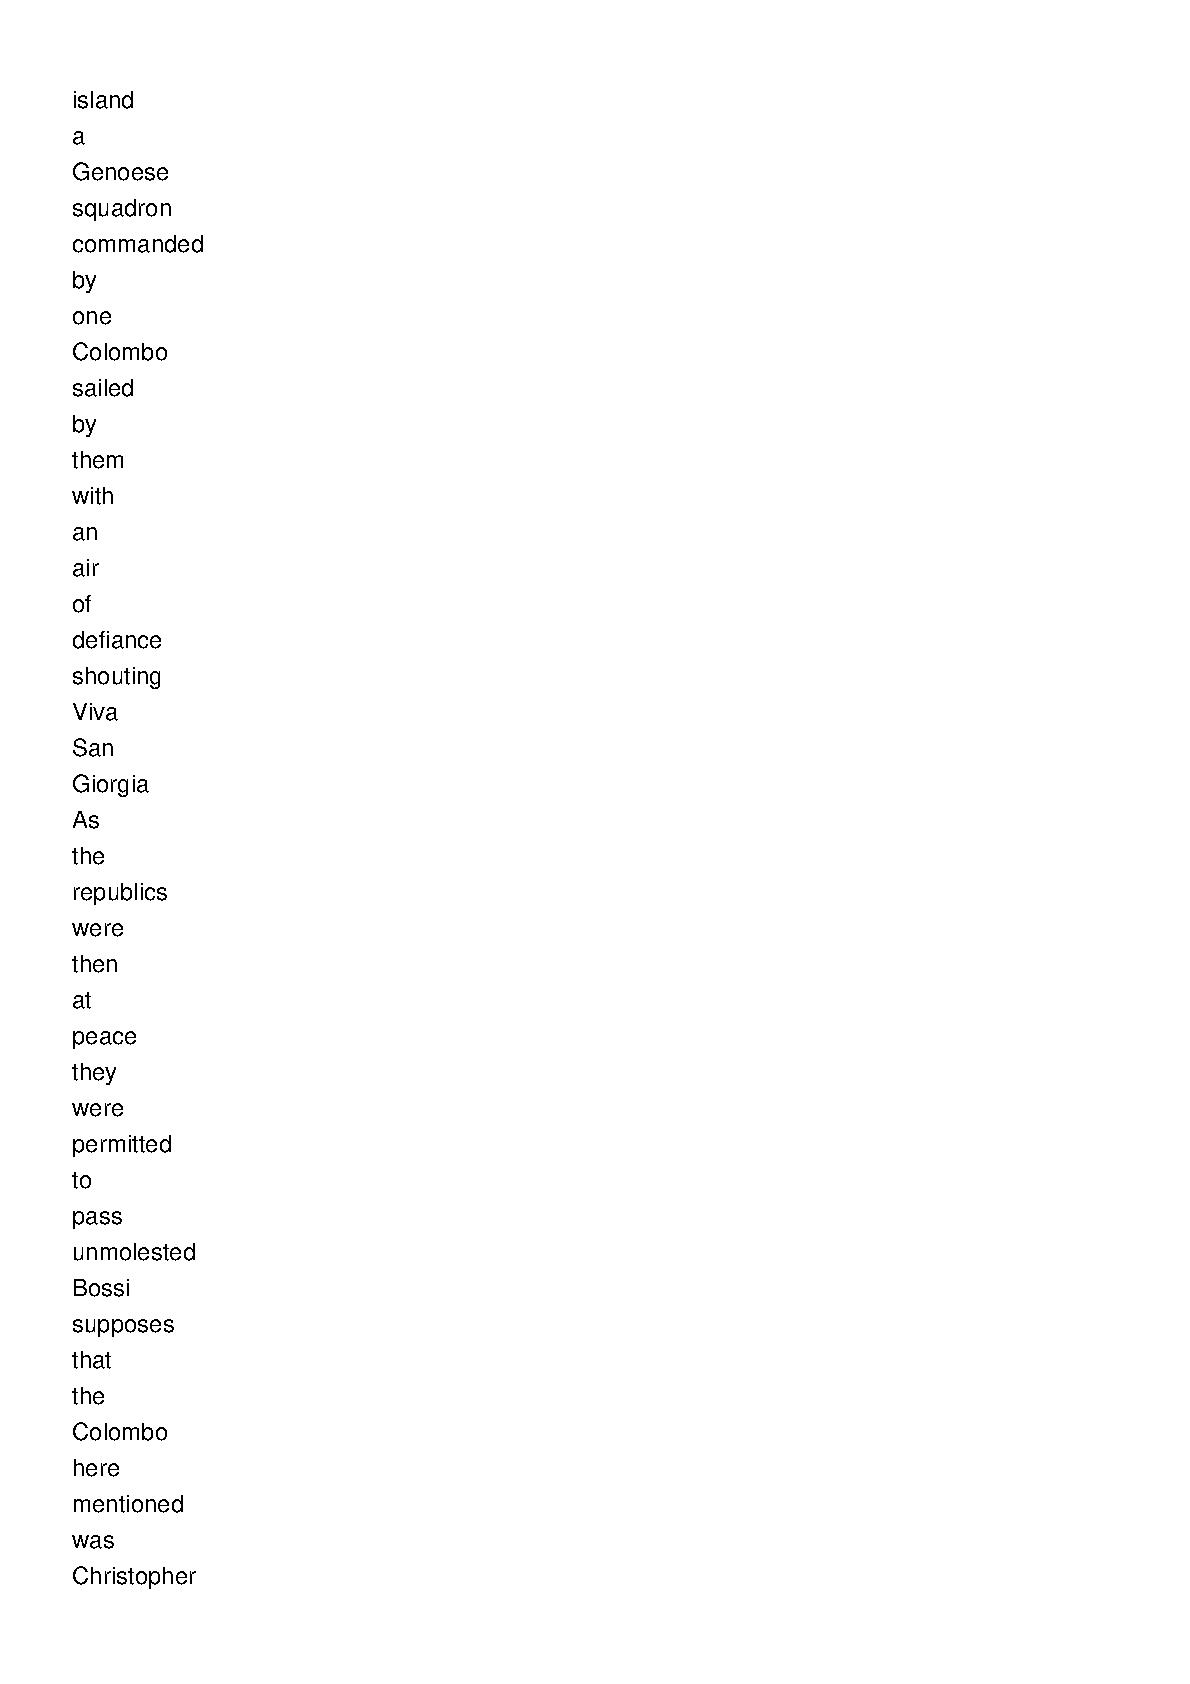 island
a
Genoese
squadron
commanded
by
one
Colombo
sailed
by
them
with
an
air
of
defiance
shouting
Viva
San
Giorgia
As
the
republics
were
then
at
peace
they
were
permitted
to
pass
unmolested
Bossi
supposes
that
the
Colombo
here
mentioned
was
Christopher